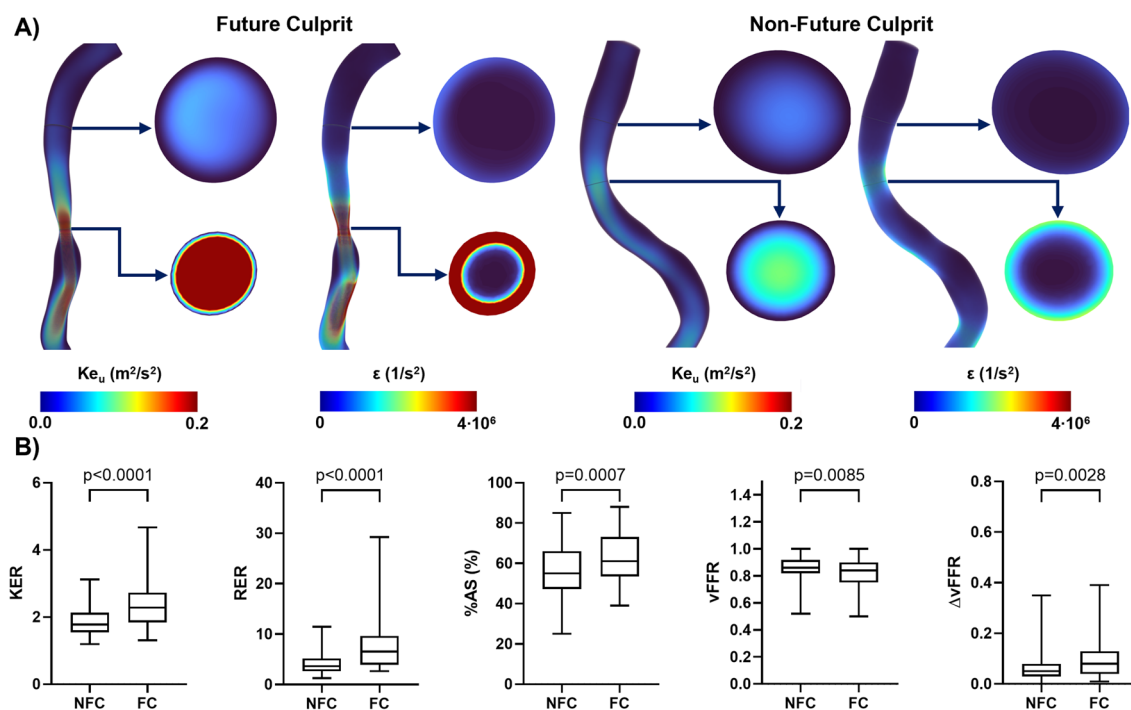 A)
Future Culprit
Non-Future Culprit
Keᵤ (m²/s²)
0.0
0.2
ε (1/s²)
0
4·10⁶
Keᵤ (m²/s²)
0.0
0.2
ε (1/s²)
0
4·10⁶
B)
p<0.0001
KER
6
4
2
0
NFC
FC
p<0.0001
RER
40
30
20
10
0
NFC
FC
p=0.0007
%AS (%)
100
80
60
40
20
0
NFC
FC
p=0.0085
vFFR
1.4
1.2
1.0
0.8
0.6
0.4
0.2
0.0
NFC
FC
p=0.0028
ΔvFFR
0.8
0.6
0.4
0.2
0.0
NFC
FC